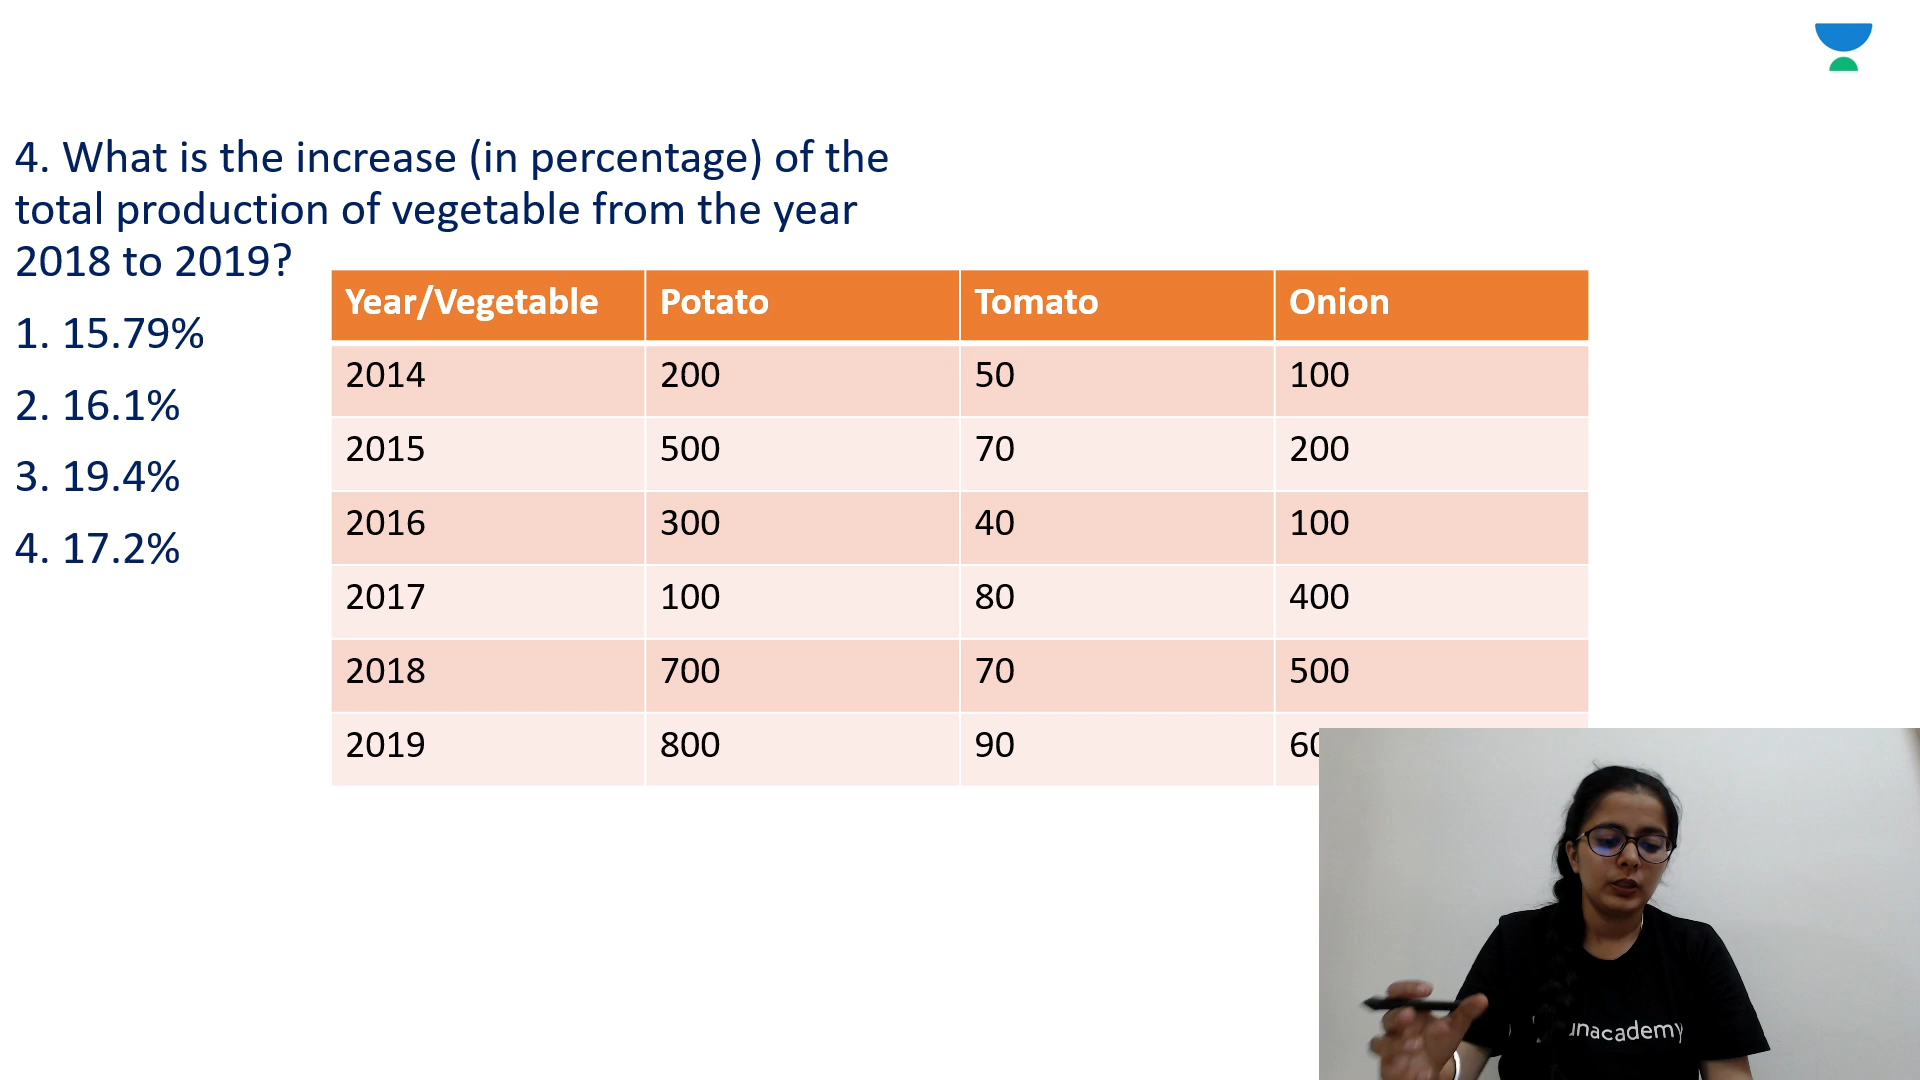 4. What is the increase (in percentage) of the
total production of vegetable from the year
2018 to 2019?
1. 15.79%
2. 16.1%
3. 19.4%
4. 17.2%
Year/Vegetable Potato Tomato Onion
2014 200 50 100
2015 500 70 200
2016 300 40 100
2017 100 80 400
2018 700 70 500
2019 800 90
unacademy